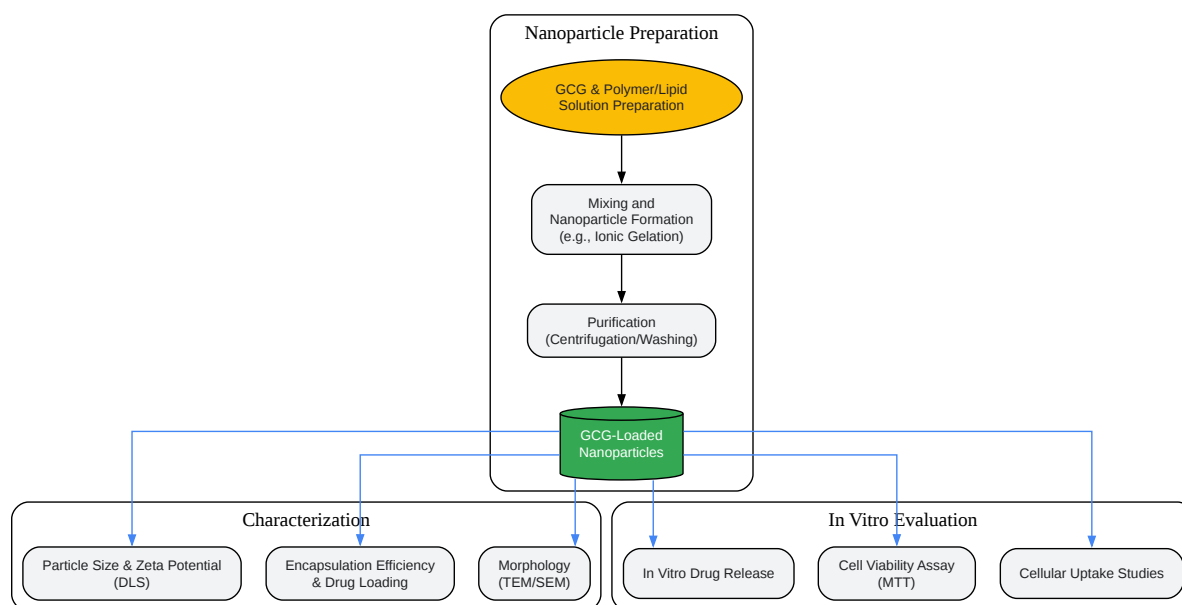 Nanoparticle Preparation
GCG & Polymer/Lipid
Solution Preparation
Mixing and
Nanoparticle Formation
(e.g., Ionic Gelation)
Purification
(Centrifugation/Washing)
GCG-Loaded
Nanoparticles
Characterization
Particle Size & Zeta Potential
(DLS)
Encapsulation Efficiency
& Drug Loading
Morphology
(TEM/SEM)
In Vitro Evaluation
In Vitro Drug Release
Cell Viability Assay
(MTT)
Cellular Uptake Studies